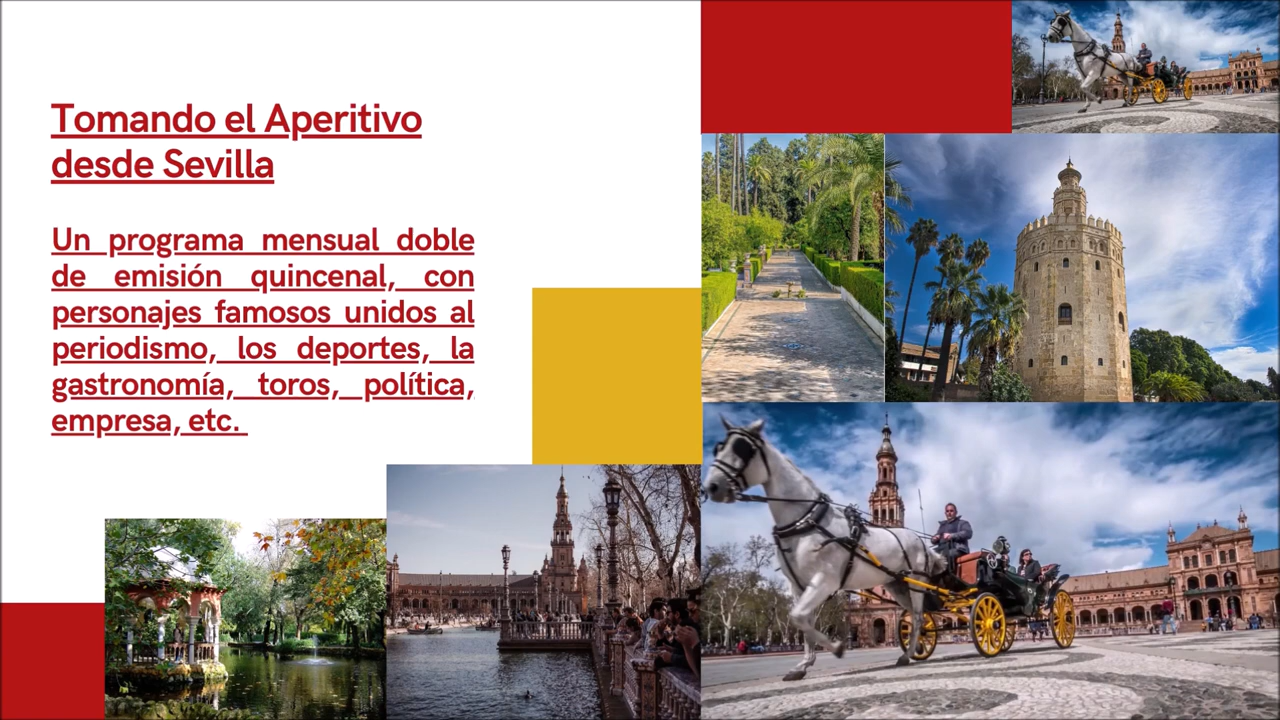 Tomando el Aperitivo
desde Sevilla
Un programa mensual doble
de emisión quincenal, con
personajes famosos unidos al
periodismo, los deportes, la
gastronomía, toros, política,
empresa, etc.